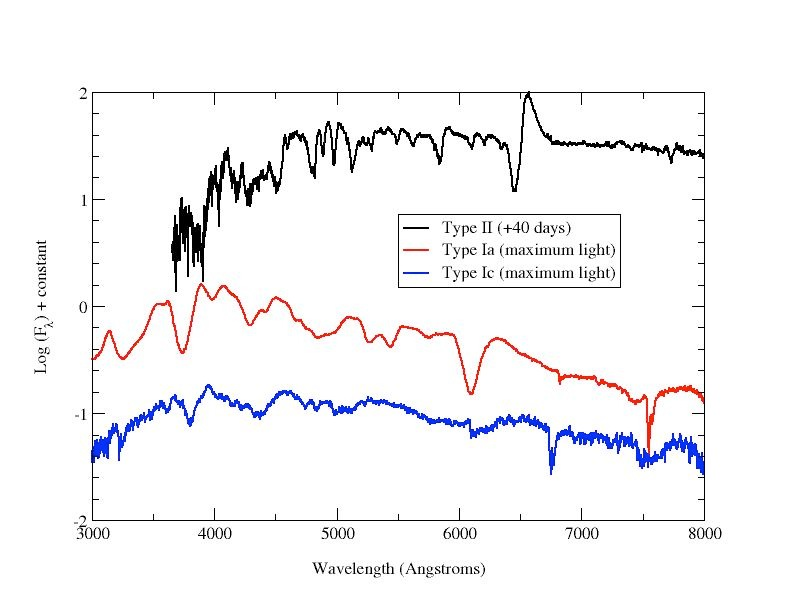 2
1
0
-1
-2
Log (F_λ) + constant
Type II (+40 days)
Type Ia (maximum light)
Type Ic (maximum light)
3000 4000 5000 6000 7000 8000
Wavelength (Angstroms)